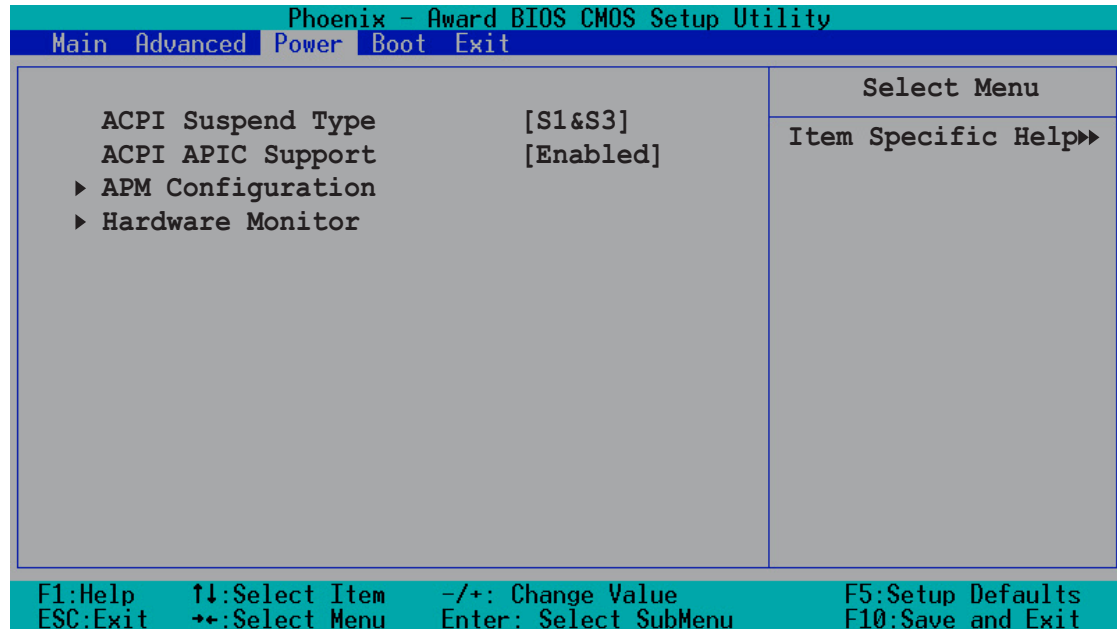 Phoenix - Award BIOS CMOS Setup Utility
Main Advanced Power Boot Exit
Select Menu
ACPI Suspend Type [S1&S3]
Item Specific Help▶▶
ACPI APIC Support [Enabled]
▶ APM Configuration
▶ Hardware Monitor
F1:Help ↑↓:Select Item -/+: Change Value F5:Setup Defaults
ESC:Exit →←:Select Menu Enter: Select SubMenu F10:Save and Exit